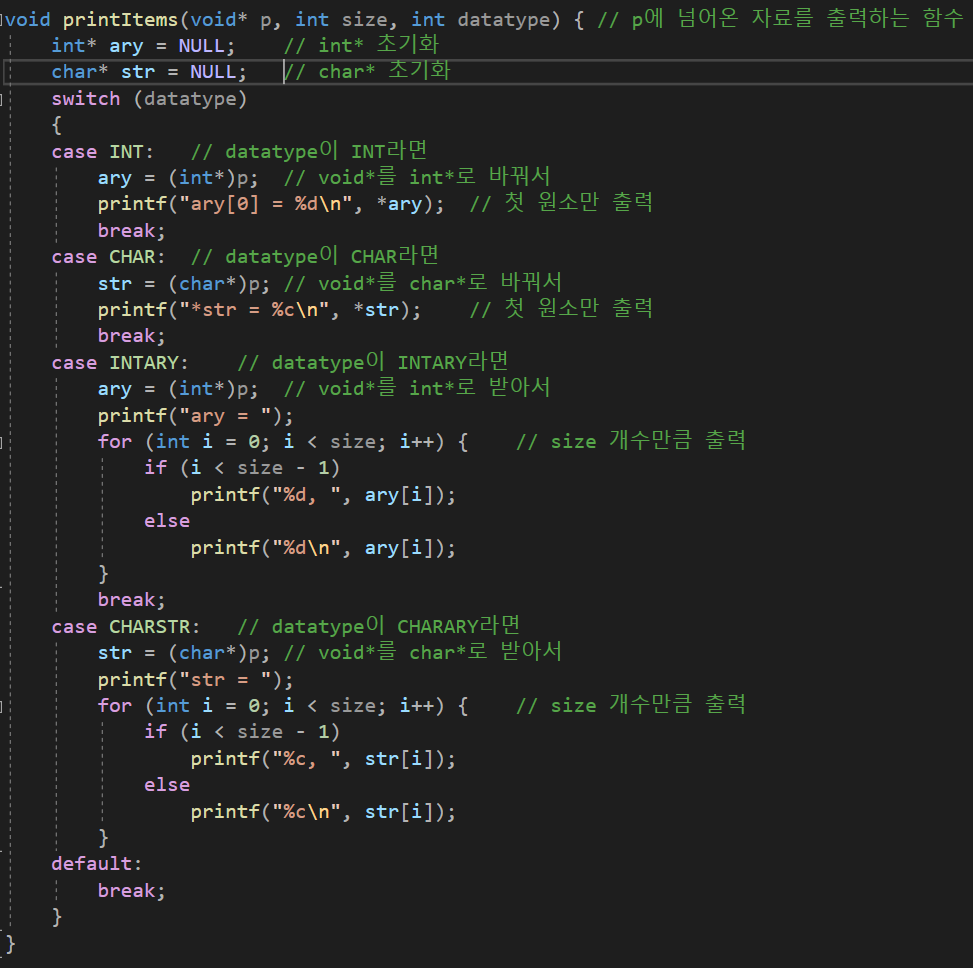 void printItems(void* p, int size, int datatype) { // p에 넘어온 자료를 출력하는 함수
    int* ary = NULL;    // int* 초기화
    char* str = NULL;   // char* 초기화
    switch (datatype)
    {
    case INT:   // datatype이 INT라면
        ary = (int*)p;  // void*를 int*로 바꿔서
        printf("ary[0] = %d\n", *ary);  // 첫 원소만 출력
        break;
    case CHAR:  // datatype이 CHAR라면
        str = (char*)p; // void*를 char*로 바꿔서
        printf("*str = %c\n", *str);    // 첫 원소만 출력
        break;
    case INTARY:    // datatype이 INTARY라면
        ary = (int*)p;  // void*를 int*로 받아서
        printf("ary = ");
        for (int i = 0; i < size; i++) {    // size 개수만큼 출력
            if (i < size - 1)
                printf("%d, ", ary[i]);
            else
                printf("%d\n", ary[i]);
        }
        break;
    case CHARSTR:   // datatype이 CHARARY라면
        str = (char*)p; // void*를 char*로 받아서
        printf("str = ");
        for (int i = 0; i < size; i++) {    // size 개수만큼 출력
            if (i < size - 1)
                printf("%c, ", str[i]);
            else
                printf("%c\n", str[i]);
        }
    default:
        break;
    }
}